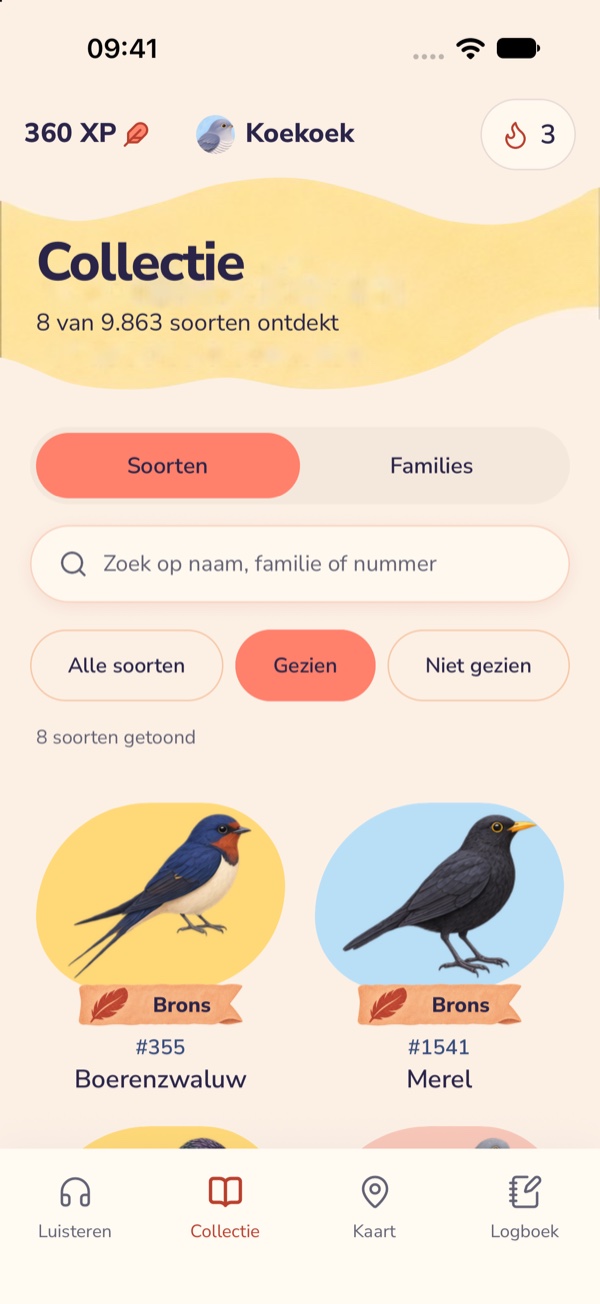 09:41
360 XP
Koekoek
3
Collectie
8 van 9.863 soorten ontdekt
Soorten
Families
Zoek op naam, familie of nummer
Alle soorten
Gezien
Niet gezien
8 soorten getoond
Brons
Brons
#355
#1541
Boerenzwaluw
Merel
Luisteren
Collectie
Kaart
Logboek